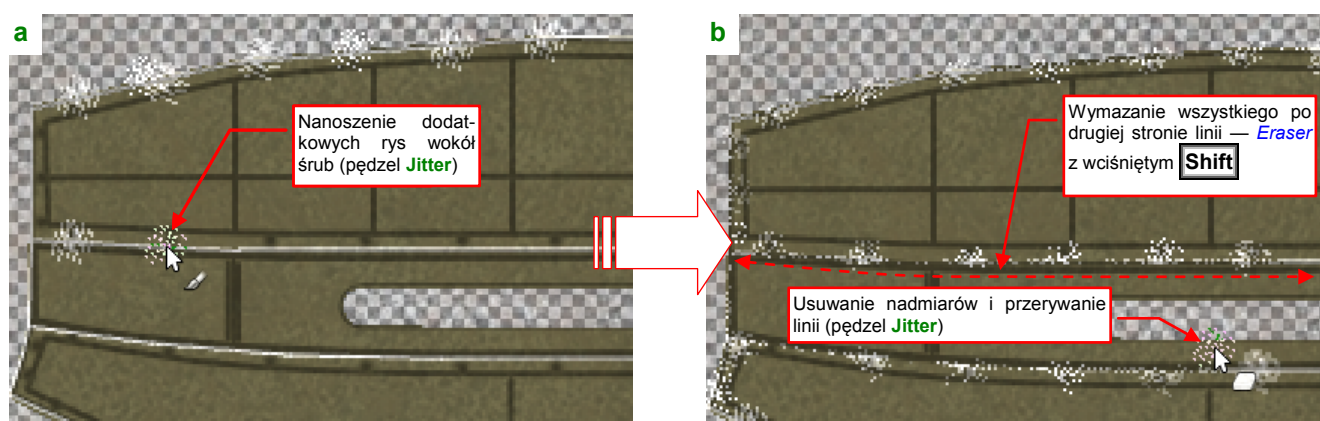 a
Nanoszenie dodat-
kowych rys wokół
śrub (pędzel Jitter)
b
Wymazanie wszystkiego po
drugiej stronie linii — Eraser
z wciśniętym Shift
Usuwanie nadmiarów i przerywanie
linii (pędzel Jitter)